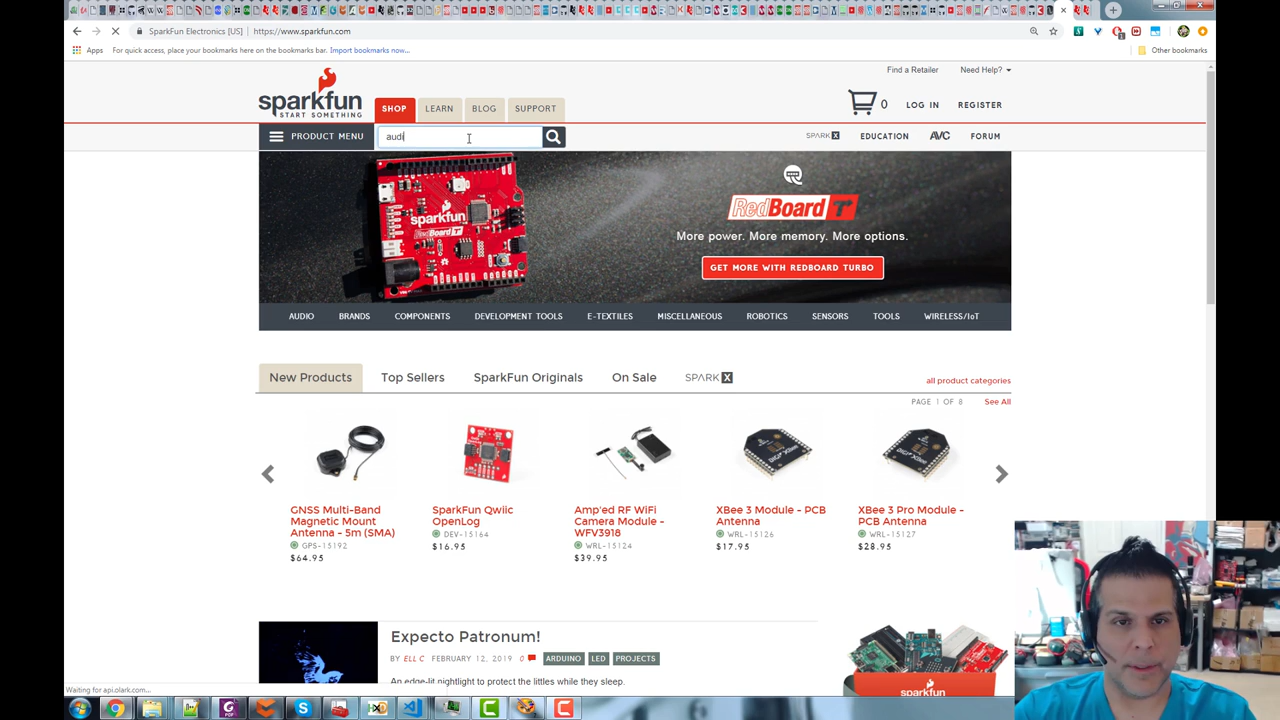 SparkFun Electronics [US]
https://www.sparkfun.com
Apps
For quick access, place your bookmarks here on the bookmarks bar.
Import bookmarks now...
Other bookmarks
sparkfun
START SOMETHING
SHOP
LEARN
BLOG
SUPPORT
Find a Retailer
Need Help?
0
LOG IN
REGISTER
PRODUCT MENU
audi
SPARK X
EDUCATION
AVC
FORUM
sparkfun
RedBoard T
RedBoard T
More power. More memory. More options.
GET MORE WITH REDBOARD TURBO
AUDIO
BRANDS
COMPONENTS
DEVELOPMENT TOOLS
E-TEXTILES
MISCELLANEOUS
ROBOTICS
SENSORS
TOOLS
WIRELESS/IoT
New Products
Top Sellers
SparkFun Originals
On Sale
SPARK X
all product categories
PAGE 1 OF 8
See All
GNSS Multi-Band
Magnetic Mount
Antenna - 5m (SMA)
GPS-15192
$64.95
SparkFun Qwiic
OpenLog
DEV-15164
$16.95
Amp'ed RF WiFi
Camera Module -
WFV3918
WRL-15124
$39.95
XBee 3 Module - PCB
Antenna
WRL-15126
$17.95
XBee 3 Pro Module -
PCB Antenna
WRL-15127
$28.95
Expecto Patronum!
BY ELL C FEBRUARY 12, 2019 0
ARDUINO
LED
PROJECTS
An edge-lit nightlight to protect the littles while they sleep.
sparkfun
Waiting for api.olark.com...